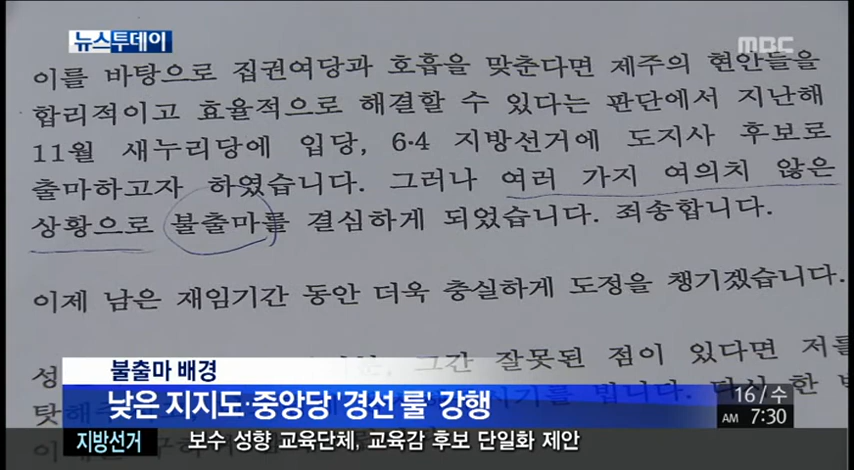 뉴스투데이
MBC
이를 바탕으로 집권여당과 호흡을 맞춘다면 제주의 현안들을
합리적이고 효율적으로 해결할 수 있다는 판단에서 지난해
11월 새누리당에 입당, 6·4 지방선거에 도지사 후보로
출마하고자 하였습니다. 그러나 여러 가지 여의치 않은
상황으로 불출마를 결심하게 되었습니다. 죄송합니다.
이제 남은 재임기간 동안 더욱 충실하게 도정을 챙기겠습니다.
그간 잘못된 점이 있다면 저를
빕니다. 다시 한 번
불출마 배경
낮은 지지도·중앙당 '경선 룰' 강행
16/수
AM 7:30
지방선거 보수 성향 교육단체, 교육감 후보 단일화 제안